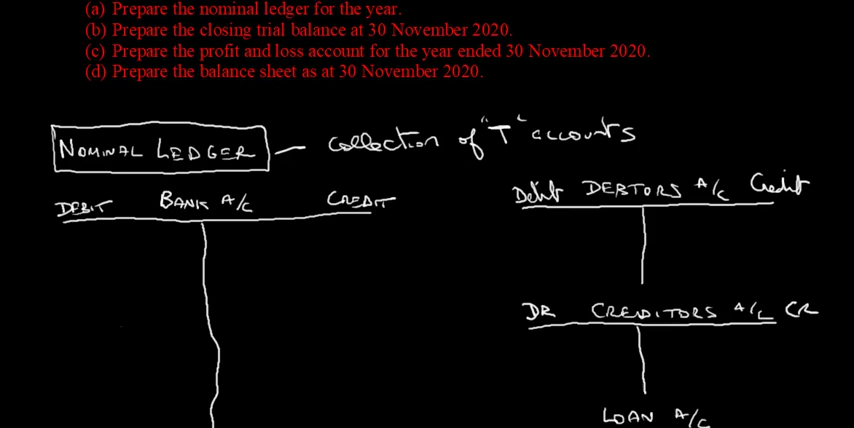 (a) Prepare the nominal ledger for the year.
(b) Prepare the closing trial balance at 30 November 2020.
(c) Prepare the profit and loss account for the year ended 30 November 2020.
(d) Prepare the balance sheet as at 30 November 2020.
NOMINAL LEDGER — collection of "T" accounts
DEBIT BANK A/C CREDIT
Debit DEBTORS A/C Credit
DR CREDITORS A/C CR
LOAN A/C